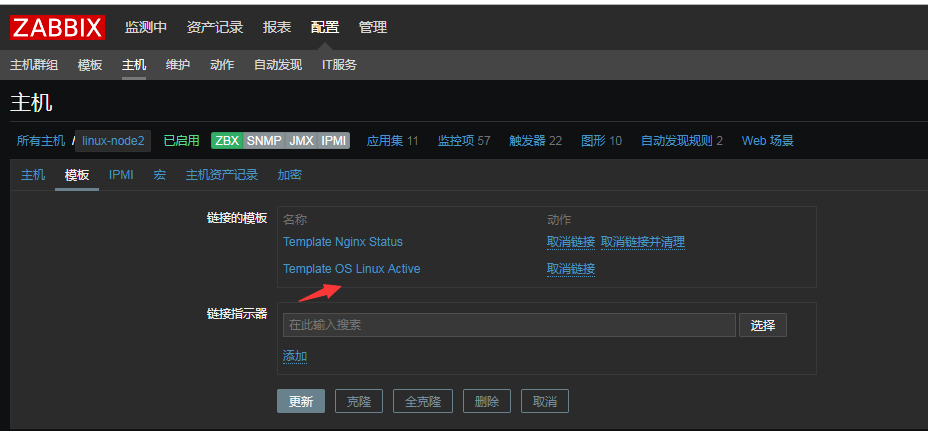 ZABBIX 监测中 资产记录 报表 配置 管理
主机群组 模板 主机 维护 动作 自动发现 IT服务
主机
所有主机 / linux-node2 已启用 ZBX SNMP JMX IPMI 应用集 11 监控项 57 触发器 22 图形 10 自动发现规则 2 Web 场景
主机 模板 IPMI 宏 主机资产记录 加密
链接的模板 名称 动作
Template Nginx Status 取消链接 取消链接并清理
Template OS Linux Active 取消链接
链接指示器
在此输入搜索 选择
添加
更新 克隆 全克隆 删除 取消